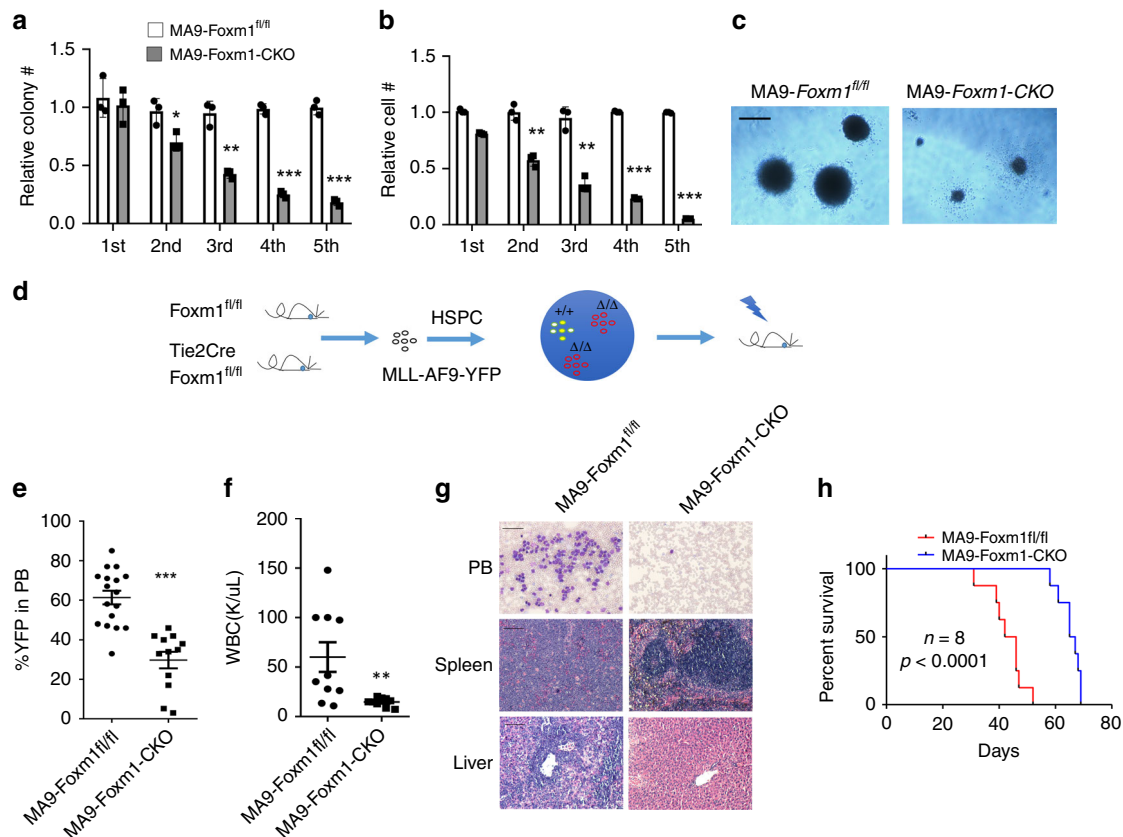 a
MA9-Foxm1fl/fl
MA9-Foxm1-CKO
Relative colony #
1.5
1.0
0.5
0.0
*
**
***
***
1st 2nd 3rd 4th 5th
b
Relative cell #
1.5
1.0
0.5
0.0
**
**
***
***
1st 2nd 3rd 4th 5th
c
MA9-Foxm1fl/fl
MA9-Foxm1-CKO
d
Foxm1fl/fl
Tie2Cre
Foxm1fl/fl
HSPC
MLL-AF9-YFP
+/+
Δ/Δ
Δ/Δ
e
%YFP in PB
100
80
60
40
20
0
***
MA9-Foxm1fl/fl
MA9-Foxm1-CKO
f
WBC(K/uL)
200
150
100
50
0
**
MA9-Foxm1fl/fl
MA9-Foxm1-CKO
g
MA9-Foxm1fl/fl
MA9-Foxm1-CKO
PB
Spleen
Liver
h
MA9-Foxm1fl/fl
MA9-Foxm1-CKO
Percent survival
100
50
0
n = 8
p < 0.0001
0 20 40 60 80
Days